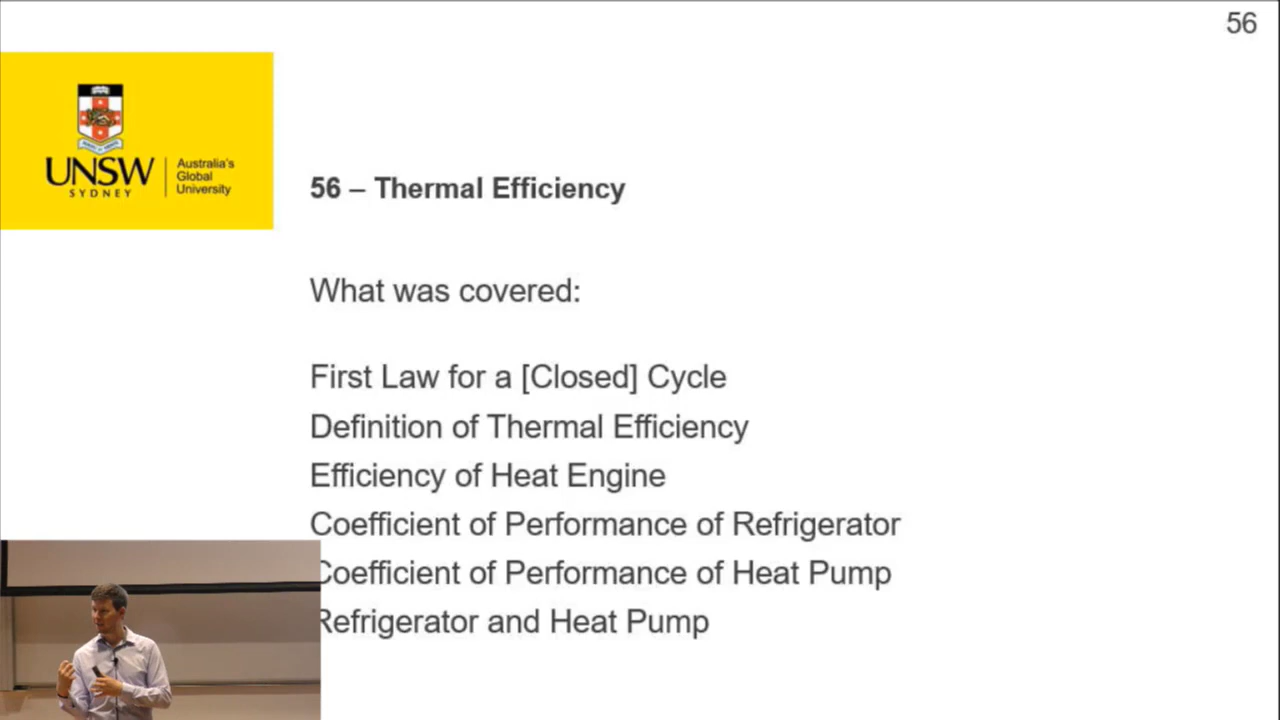 56
UNSW
SYDNEY
Australia's
Global
University
56 – Thermal Efficiency
What was covered:
First Law for a [Closed] Cycle
Definition of Thermal Efficiency
Efficiency of Heat Engine
Coefficient of Performance of Refrigerator
Coefficient of Performance of Heat Pump
Refrigerator and Heat Pump